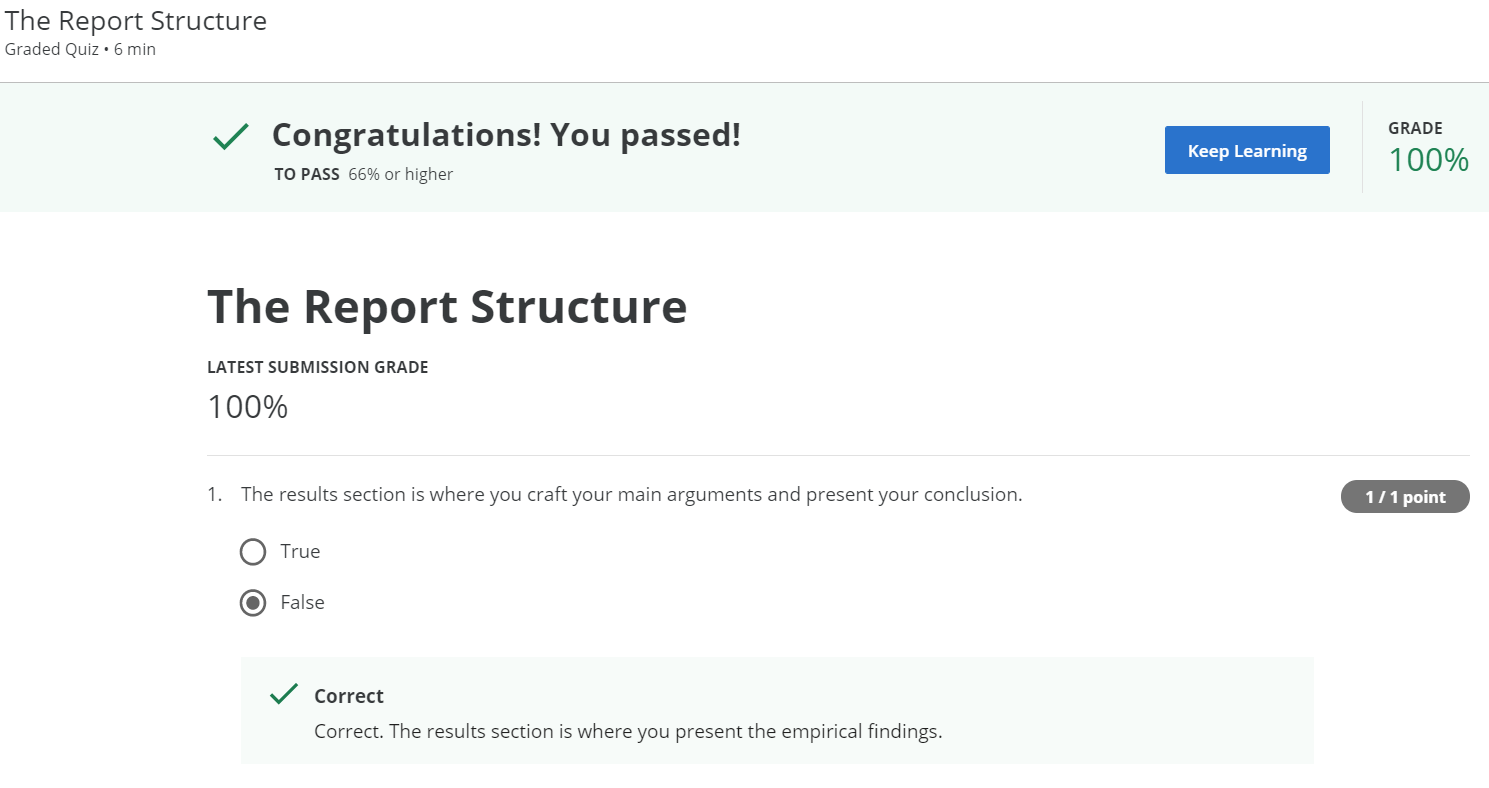 The Report Structure
Graded Quiz • 6 min
Congratulations! You passed!
TO PASS 66% or higher
Keep Learning
GRADE
100%
The Report Structure
LATEST SUBMISSION GRADE
100%
1. The results section is where you craft your main arguments and present your conclusion.
1 / 1 point
True
False
Correct
Correct. The results section is where you present the empirical findings.